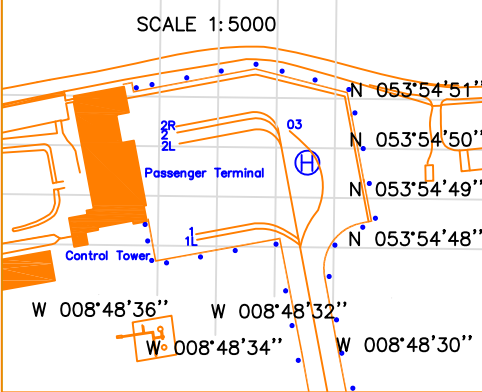 SCALE 1:5000
N 053°54'51''
2R
03
2
N 053°54'50''
2L
H
Passenger Terminal
N 053°54'49''
1
1L
N 053°54'48''
Control Tower
W 008°48'36''
W 008°48'32''
W 008°48'34''
W 008°48'30''